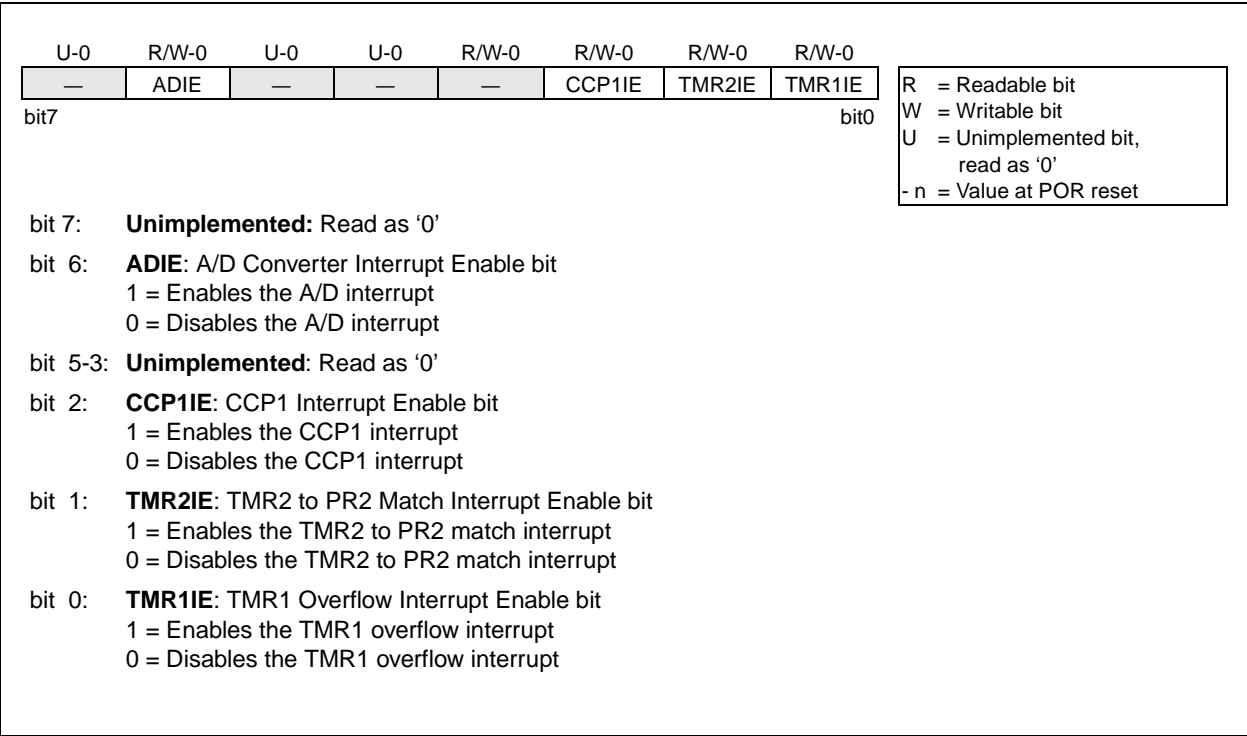 U-0 R/W-0 U-0 U-0 R/W-0 R/W-0 R/W-0 R/W-0
— ADIE — — — CCP1IE TMR2IE TMR1IE
bit7 bit0
R = Readable bit
W = Writable bit
U = Unimplemented bit,
read as ‘0’
- n = Value at POR reset
bit 7: Unimplemented: Read as ‘0’
bit 6: ADIE: A/D Converter Interrupt Enable bit
1 = Enables the A/D interrupt
0 = Disables the A/D interrupt
bit 5-3: Unimplemented: Read as ‘0’
bit 2: CCP1IE: CCP1 Interrupt Enable bit
1 = Enables the CCP1 interrupt
0 = Disables the CCP1 interrupt
bit 1: TMR2IE: TMR2 to PR2 Match Interrupt Enable bit
1 = Enables the TMR2 to PR2 match interrupt
0 = Disables the TMR2 to PR2 match interrupt
bit 0: TMR1IE: TMR1 Overflow Interrupt Enable bit
1 = Enables the TMR1 overflow interrupt
0 = Disables the TMR1 overflow interrupt